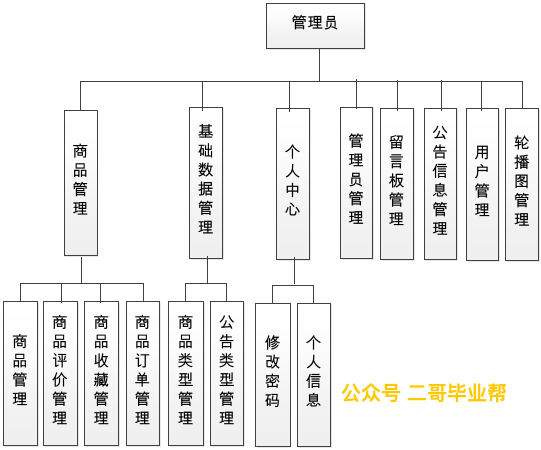 管理员
商品管理
基础数据管理
个人中心
管理员管理
留言板管理
公告信息管理
用户管理
轮播图管理
商品管理
商品评价管理
商品收藏管理
商品订单管理
商品类型管理
公告类型管理
修改密码
个人信息
公众号 二哥毕业帮